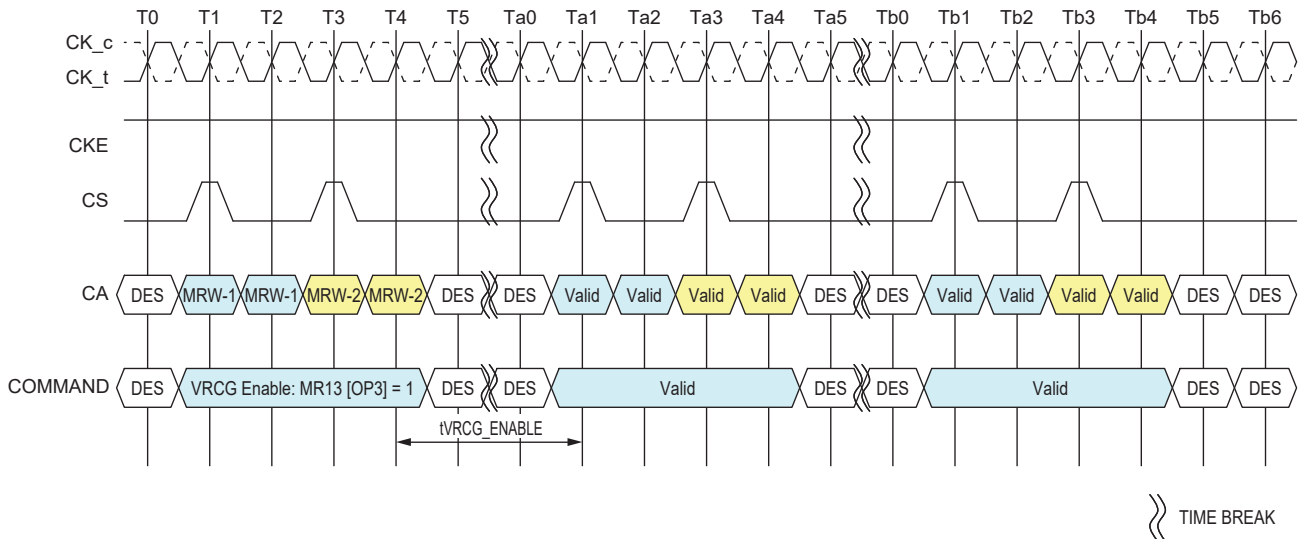 T0 T1 T2 T3 T4 T5 Ta0 Ta1 Ta2 Ta3 Ta4 Ta5 Tb0 Tb1 Tb2 Tb3 Tb4 Tb5 Tb6
CK_c
CK_t
CKE
CS
CA DES MRW-1 MRW-1 MRW-2 MRW-2 DES DES Valid Valid Valid Valid DES DES Valid Valid Valid Valid DES DES
COMMAND DES VRCG Enable: MR13 [OP3] = 1 DES DES Valid DES DES Valid DES DES
tVRCG_ENABLE
TIME BREAK